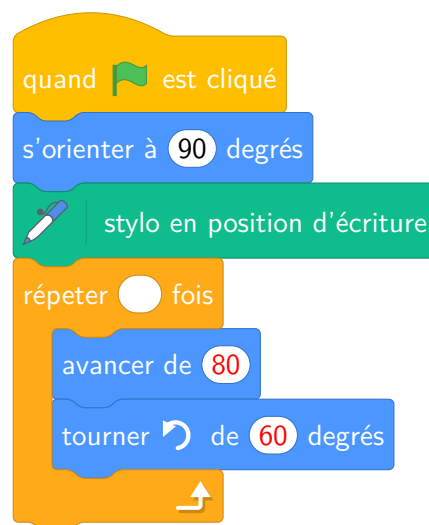 quand est cliqué
s'orienter à 90 degrés
stylo en position d'écriture
répeter fois
avancer de 80
tourner de 60 degrés